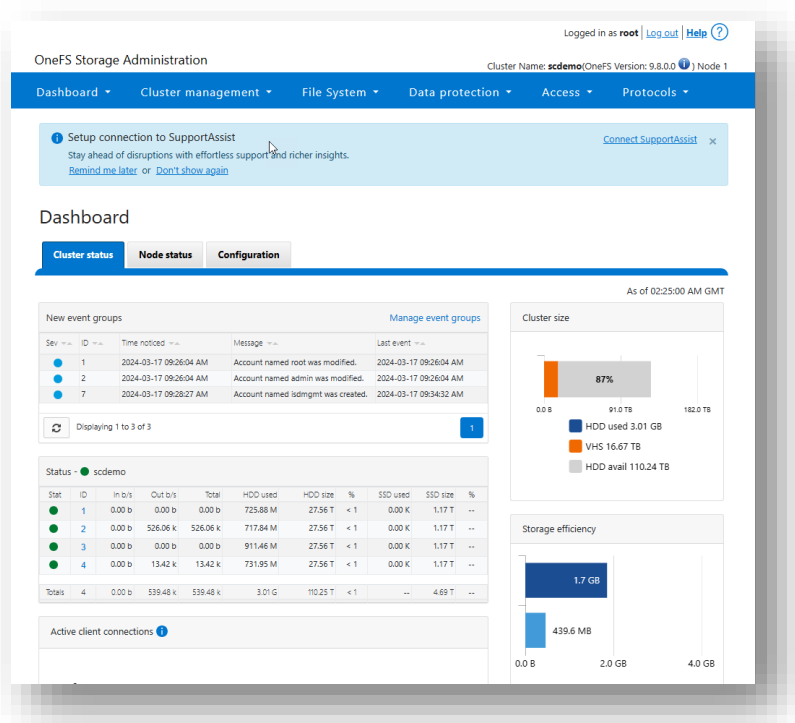 Logged in as root | Log out | Help ?
OneFS Storage Administration
Cluster Name: scdemo(OneFS Version: 9.8.0.0 i ) Node 1
Dashboard Cluster management File System Data protection Access Protocols
i Setup connection to SupportAssist
Connect SupportAssist ×
Stay ahead of disruptions with effortless support and richer insights.
Remind me later or Don't show again
Dashboard
Cluster status Node status Configuration
As of 02:25:00 AM GMT
New event groups Manage event groups
Sev ID Time noticed Message Last event
1 2024-03-17 09:26:04 AM Account named root was modified. 2024-03-17 09:26:04 AM
2 2024-03-17 09:26:04 AM Account named admin was modified. 2024-03-17 09:26:04 AM
7 2024-03-17 09:28:27 AM Account named isdmgmt was created. 2024-03-17 09:34:32 AM
Displaying 1 to 3 of 3 1
Status - scdemo
Stat ID In b/s Out b/s Total HDD used HDD size % SSD used SSD size %
1 0.00 b 0.00 b 0.00 b 725.88 M 27.56 T < 1 0.00 K 1.17 T --
2 0.00 b 526.06 k 526.06 k 717.84 M 27.56 T < 1 0.00 K 1.17 T --
3 0.00 b 0.00 b 0.00 b 911.46 M 27.56 T < 1 0.00 K 1.17 T --
4 0.00 b 13.42 k 13.42 k 731.95 M 27.56 T < 1 0.00 K 1.17 T --
Totals 4 0.00 b 539.48 k 539.48 k 3.01 G 110.25 T < 1 -- 4.69 T --
Active client connections i
Cluster size
87%
0.0 B 91.0 TB 182.0 TB
HDD used 3.01 GB
VHS 16.67 TB
HDD avail 110.24 TB
Storage efficiency
1.7 GB
439.6 MB
0.0 B 2.0 GB 4.0 GB